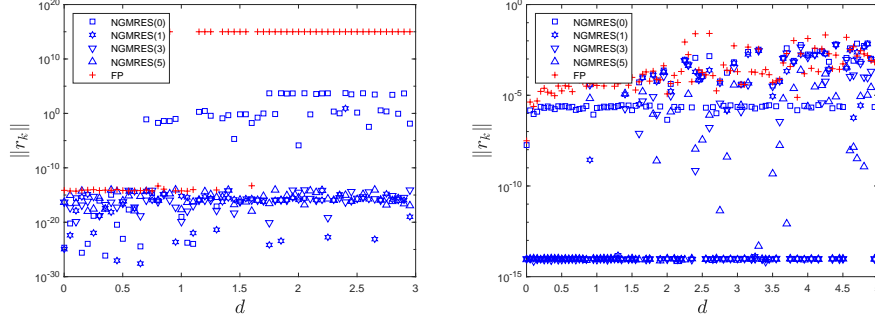 10^20
10^10
10^0
10^-10
10^-20
10^-30
||r_k||
NGMRES(0)
NGMRES(1)
NGMRES(3)
NGMRES(5)
FP
0 0.5 1 1.5 2 2.5 3
d
10^0
10^-5
10^-10
10^-15
||r_k||
NGMRES(0)
NGMRES(1)
NGMRES(3)
NGMRES(5)
FP
0 0.5 1 1.5 2 2.5 3 3.5 4 4.5 5
d